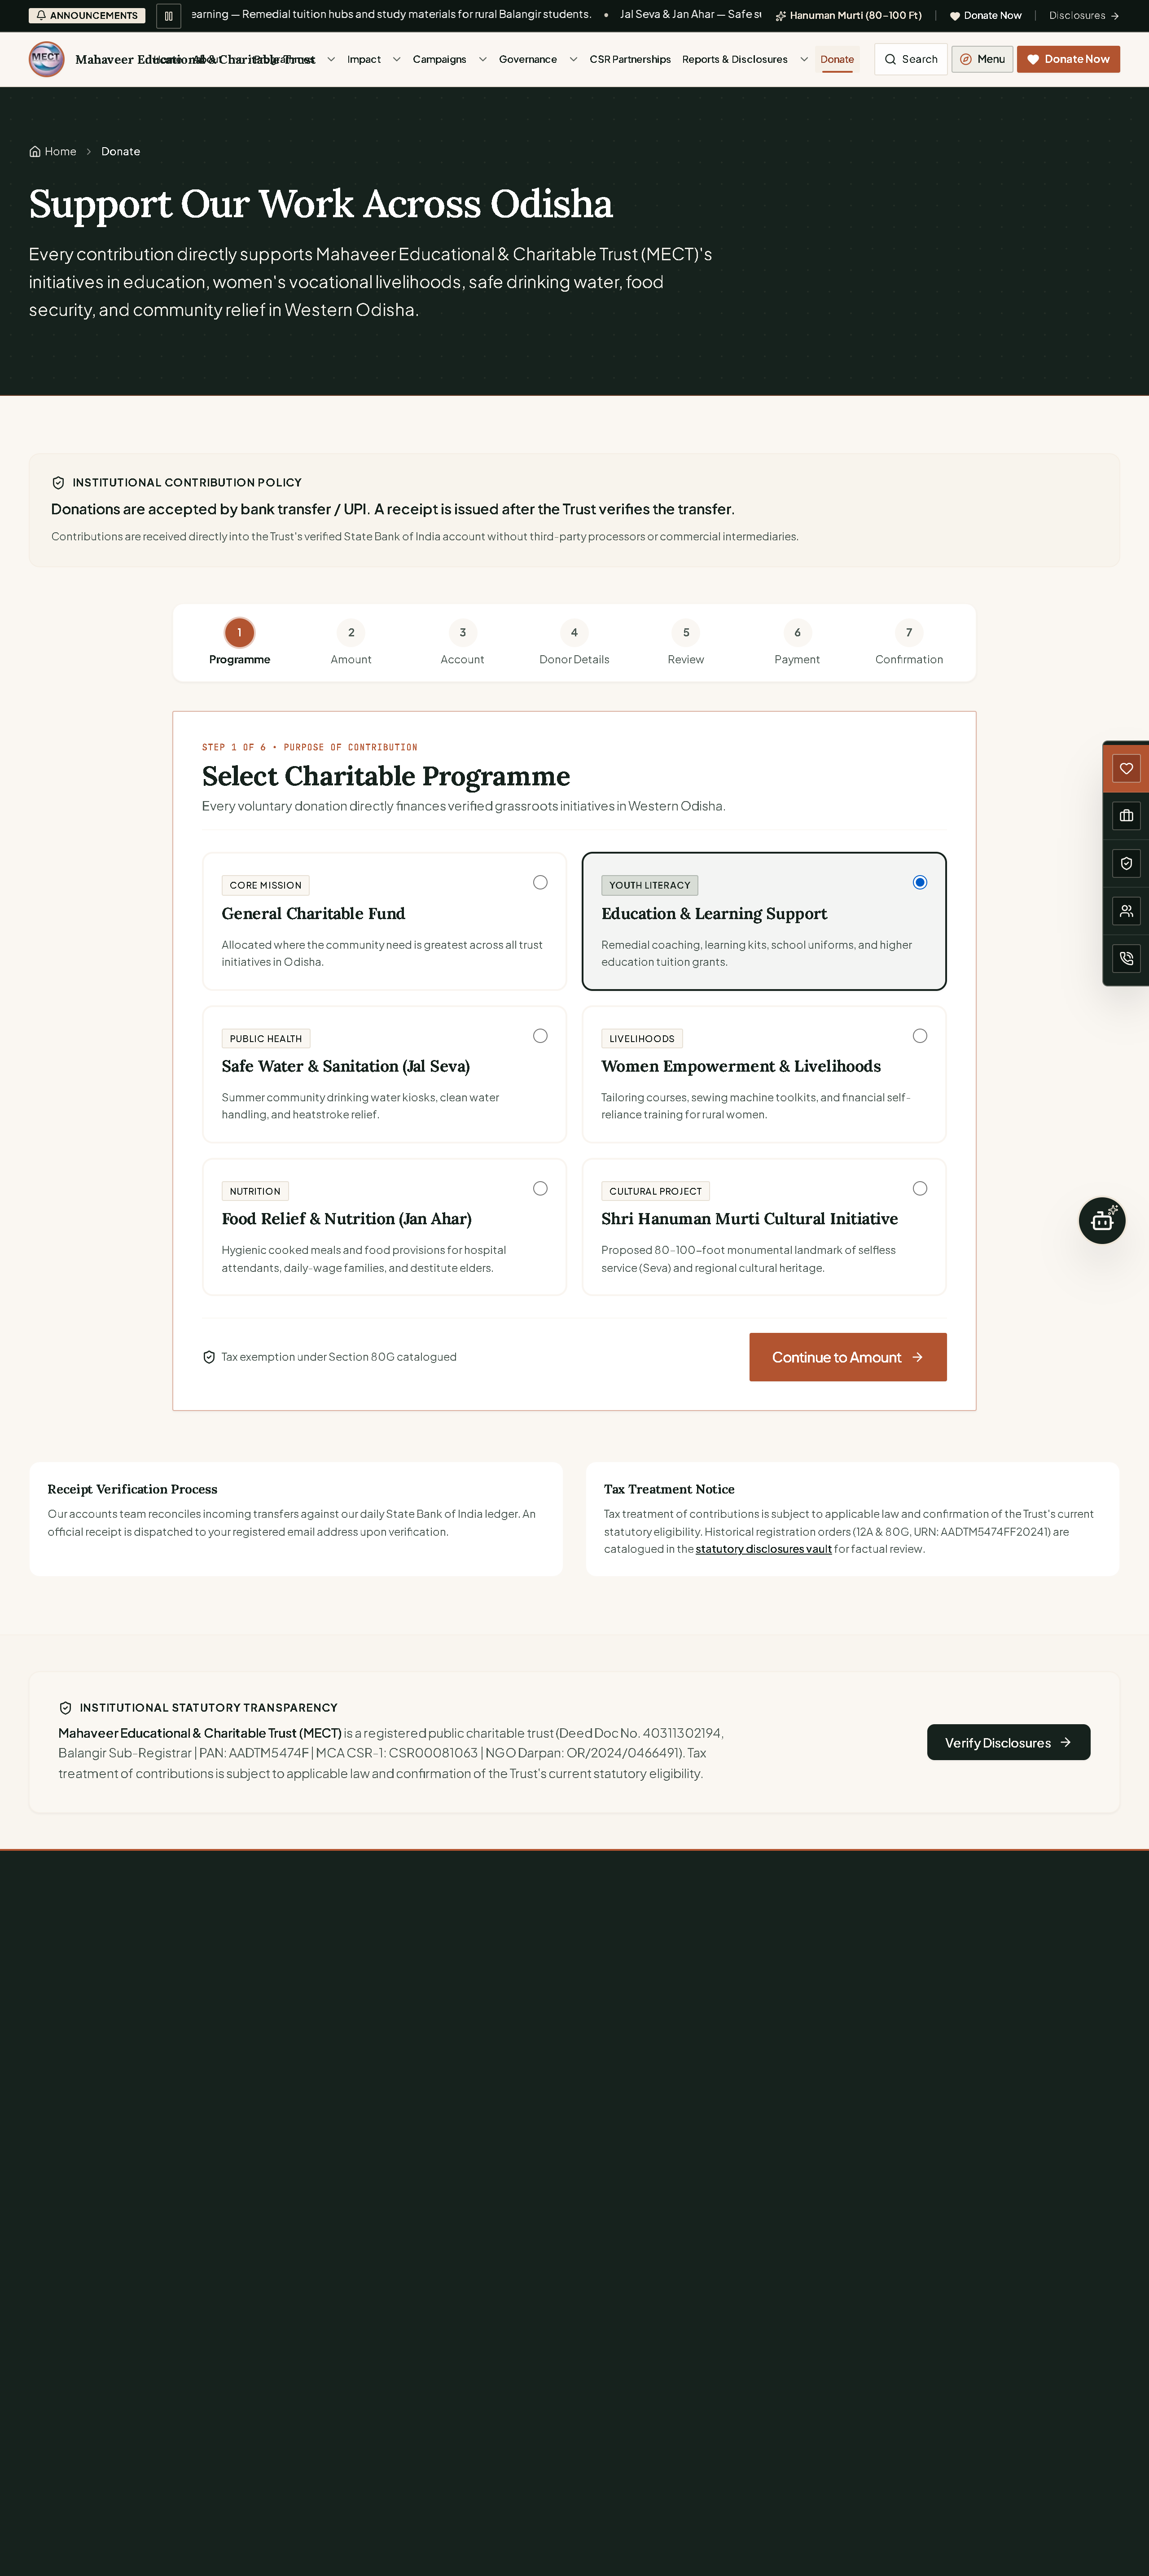 ANNOUNCEMENTS
earning — Remedial tuition hubs and study materials for rural Balangir students. • Jal Seva & Jan Ahar — Safe
Hanuman Murti (80–100 Ft)
Donate Now
Disclosures
MECT
Mahaveer Educational & Charitable Trust
Home About Programmes Impact Campaigns Governance CSR Partnerships Reports & Disclosures Donate
Search
Menu
Donate Now
Home > Donate
Support Our Work Across Odisha
Every contribution directly supports Mahaveer Educational & Charitable Trust (MECT)'s
initiatives in education, women's vocational livelihoods, safe drinking water, food
security, and community relief in Western Odisha.
INSTITUTIONAL CONTRIBUTION POLICY
Donations are accepted by bank transfer / UPI. A receipt is issued after the Trust verifies the transfer.
Contributions are received directly into the Trust's verified State Bank of India account without third-party processors or commercial intermediaries.
1 2 3 4 5 6 7
Programme Amount Account Donor Details Review Payment Confirmation
STEP 1 OF 6 • PURPOSE OF CONTRIBUTION
Select Charitable Programme
Every voluntary donation directly finances verified grassroots initiatives in Western Odisha.
CORE MISSION
General Charitable Fund
Allocated where the community need is greatest across all trust
initiatives in Odisha.
YOUTH LITERACY
Education & Learning Support
Remedial coaching, learning kits, school uniforms, and higher
education tuition grants.
PUBLIC HEALTH
Safe Water & Sanitation (Jal Seva)
Summer community drinking water kiosks, clean water
handling, and heatstroke relief.
LIVELIHOODS
Women Empowerment & Livelihoods
Tailoring courses, sewing machine toolkits, and financial self-
reliance training for rural women.
NUTRITION
Food Relief & Nutrition (Jan Ahar)
Hygienic cooked meals and food provisions for hospital
attendants, daily-wage families, and destitute elders.
CULTURAL PROJECT
Shri Hanuman Murti Cultural Initiative
Proposed 80–100-foot monumental landmark of selfless
service (Seva) and regional cultural heritage.
Tax exemption under Section 80G catalogued
Continue to Amount
Receipt Verification Process
Our accounts team reconciles incoming transfers against our daily State Bank of India ledger. An
official receipt is dispatched to your registered email address upon verification.
Tax Treatment Notice
Tax treatment of contributions is subject to applicable law and confirmation of the Trust's current
statutory eligibility. Historical registration orders (12A & 80G, URN: AADTM5474FF20241) are
catalogued in the statutory disclosures vault for factual review.
INSTITUTIONAL STATUTORY TRANSPARENCY
Mahaveer Educational & Charitable Trust (MECT) is a registered public charitable trust (Deed Doc No. 40311302194,
Balangir Sub-Registrar | PAN: AADTM5474F | MCA CSR-1: CSR00081063 | NGO Darpan: OR/2024/0466491). Tax
treatment of contributions is subject to applicable law and confirmation of the Trust's current statutory eligibility.
Verify Disclosures